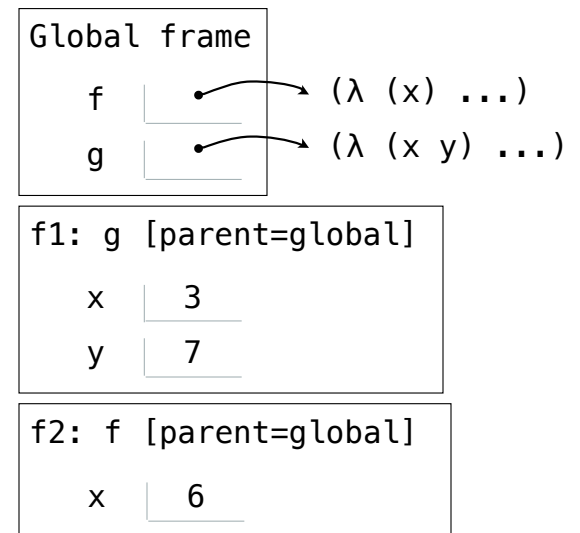 Global frame
f (λ (x) ...)
g (λ (x y) ...)
f1: g [parent=global]
x 3
y 7
f2: f [parent=global]
x 6